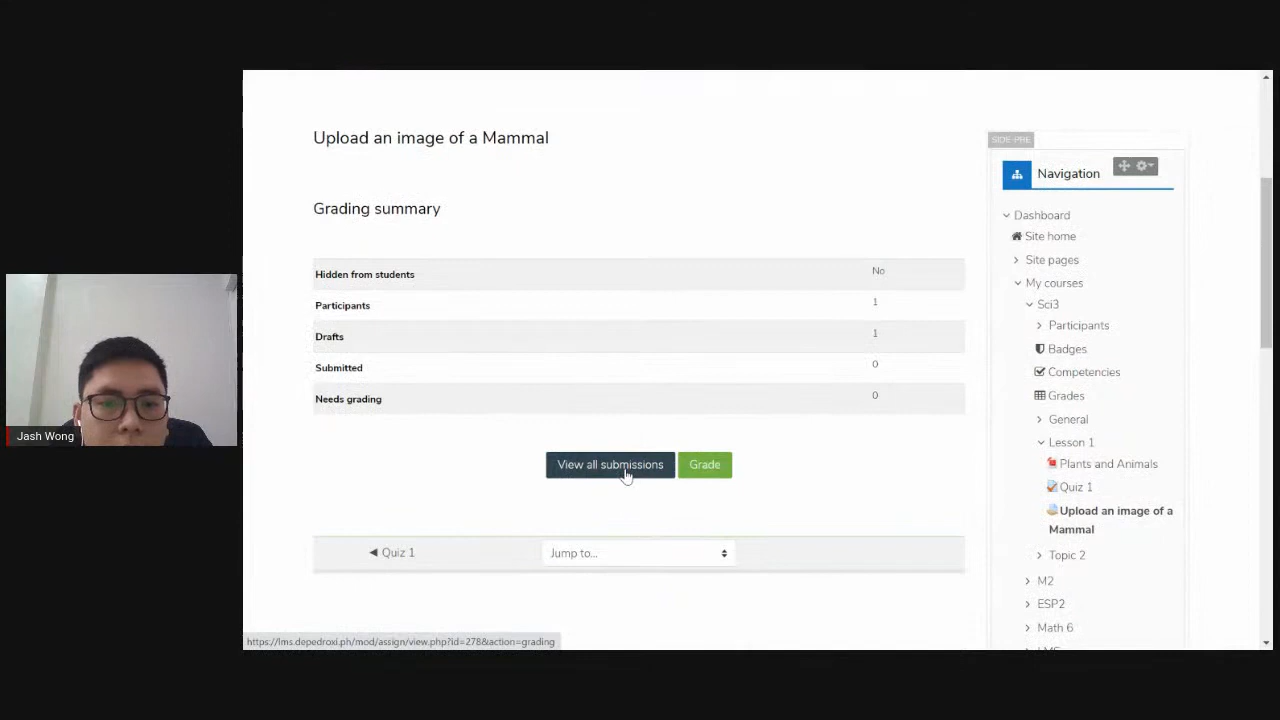 Upload an image of a Mammal
Grading summary
Hidden from students No
Participants 1
Drafts 1
Submitted 0
Needs grading 0
View all submissions Grade
◄ Quiz 1 Jump to...
https://lms.depedroxi.ph/mod/assign/view.php?id=278&action=grading
SIDE-PRE
Navigation
Dashboard
Site home
Site pages
My courses
Sci3
Participants
Badges
Competencies
Grades
General
Lesson 1
Plants and Animals
Quiz 1
Upload an image of a
Mammal
Topic 2
M2
ESP2
Math 6
Jash Wong